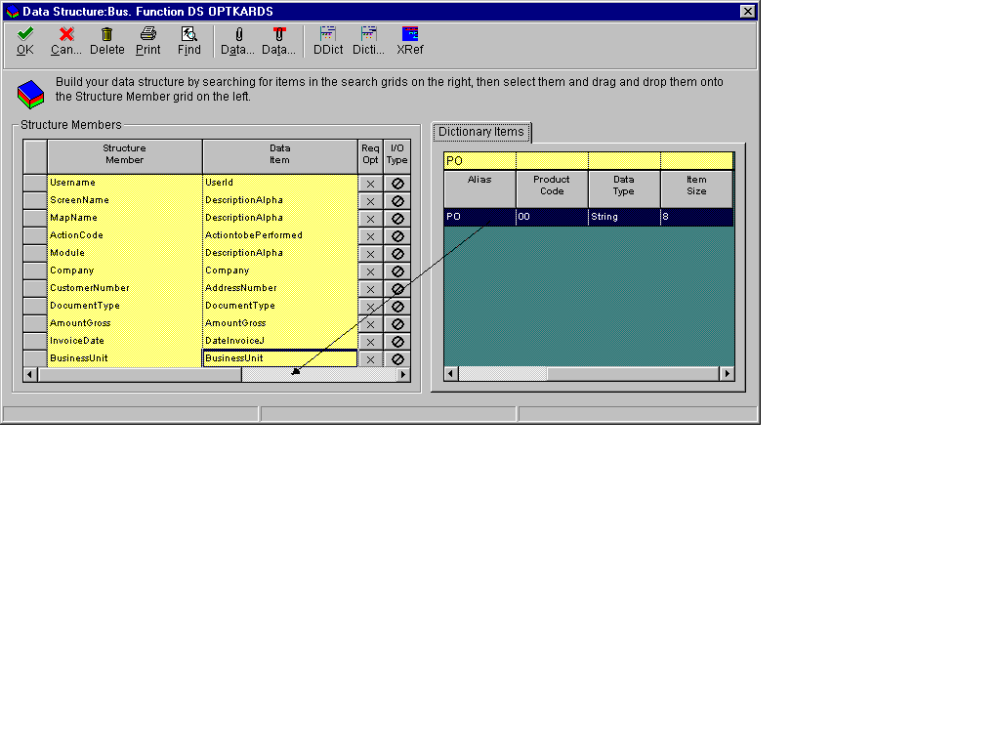 Data Structure:Bus. Function DS OPTKARDS
OK Can... Delete Print Find Data... Data... DDict Dicti... XRef
Build your data structure by searching for items in the search grids on the right, then select them and drag and drop them onto
the Structure Member grid on the left.
Structure Members
Structure Member Data Item Req Opt I/O Type
Username UserId
ScreenName DescriptionAlpha
MapName DescriptionAlpha
ActionCode ActiontobePerformed
Module DescriptionAlpha
Company Company
CustomerNumber AddressNumber
DocumentType DocumentType
AmountGross AmountGross
InvoiceDate DateInvoiceJ
BusinessUnit BusinessUnit
Dictionary Items
PO
Alias Product Code Data Type Item Size
PO 00 String 8